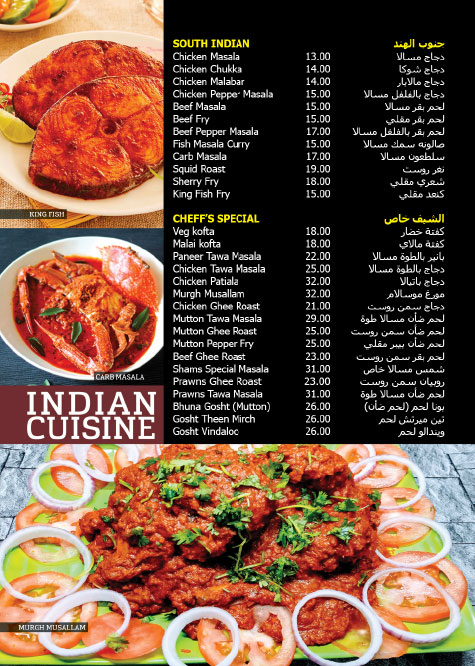 SOUTH INDIAN جنوب الهند
Chicken Masala 13.00 دجاج مسالا
Chicken Chukka 14.00 دجاج شوكا
Chicken Malabar 14.00 دجاج مالابار
Chicken Pepper Masala 15.00 دجاج بالفلفل مسالا
Beef Masala 15.00 لحم بقر مسالا
Beef Fry 15.00 لحم بقر مقلي
Beef Pepper Masala 17.00 لحم بقر بالفلفل مسالا
Fish Masala Curry 15.00 صالونه سمك مسالا
Carb Masala 17.00 سلطعون مسالا
Squid Roast 19.00 نغر روست
Sherry Fry 18.00 شعري مقلي
King Fish Fry 15.00 كنعد مقلي
KING FISH
CHEFF'S SPECIAL الشيف خاص
Veg kofta 18.00 كفتة خضار
Malai kofta 18.00 كفتة مالاي
Paneer Tawa Masala 22.00 بانير بالطوة مسالا
Chicken Tawa Masala 25.00 دجاج بالطوة مسالا
Chicken Patiala 32.00 دجاج باتيالا
Murgh Musallam 32.00 مورغ موسالام
Chicken Ghee Roast 21.00 دجاج سمن روست
Mutton Tawa Masala 29.00 لحم ضأن مسالا طوة
Mutton Ghee Roast 25.00 لحم ضأن سمن روست
Mutton Pepper Fry 25.00 لحم ضأن بيبر مقلي
Beef Ghee Roast 23.00 لحم بقر سمن روست
Shams Special Masala 31.00 شمس مسالا خاص
Prawns Ghee Roast 23.00 روبيان سمن روست
Prawns Tawa Masala 31.00 لحم ضأن مسالا طوة
Bhuna Gosht (Mutton) 26.00 بونا لحم (لحم ضأن)
Gosht Theen Mirch 26.00 تين ميرتش لحم
Gosht Vindaloo 26.00 ويندالو لحم
CARB MASALA
INDIAN
CUISINE
MURGH MUSALLAM